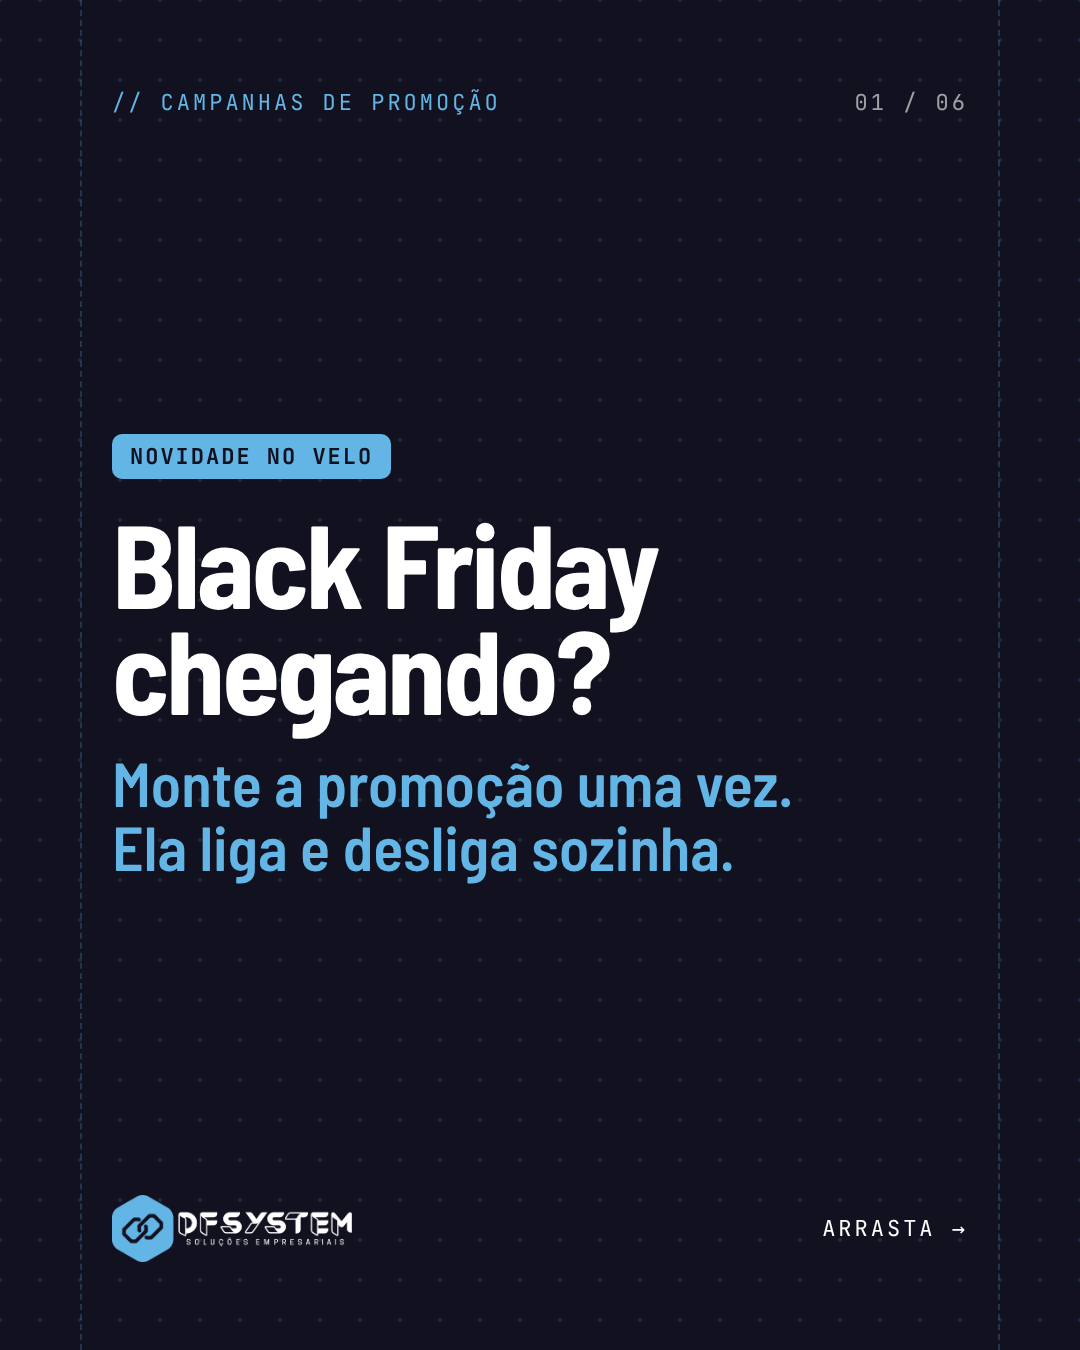 // CAMPANHAS DE PROMOÇÃO
01 / 06
NOVIDADE NO VELO
Black Friday
chegando?
Monte a promoção uma vez.
Ela liga e desliga sozinha.
DFSYSTEM
SOLUÇÕES EMPRESARIAIS
ARRASTA →